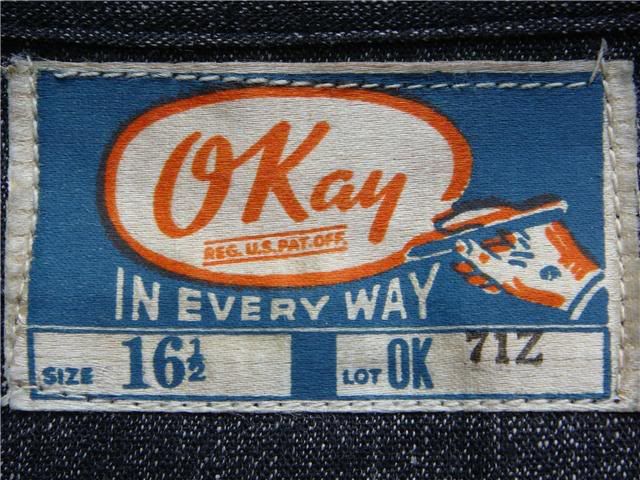 OKay
REG. U.S. PAT. OFF.
IN EVERY WAY
SIZE 16½ LOT OK 71Z